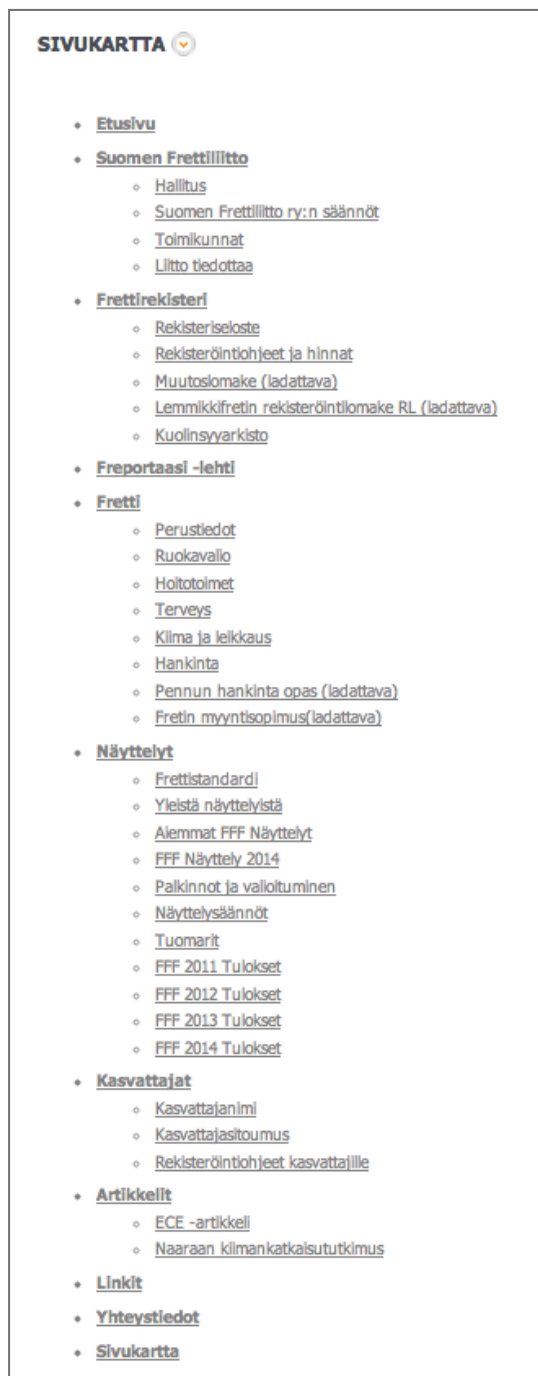 SIVUKARTTA
Etusivu
Suomen Frettiliitto
Hallitus
Suomen Frettiliitto ry:n säännöt
Toimikunnat
Liitto tiedottaa
Frettirekisteri
Rekisteriseloste
Rekisteröintiohjeet ja hinnat
Muutoslomake (ladattava)
Lemmikkifretin rekisteröintilomake RL (ladattava)
Kuolinsyyarkisto
Freportaasi -lehti
Fretti
Perustiedot
Ruokavalio
Hoitotoimet
Terveys
Kiima ja leikkaus
Hankinta
Pennun hankinta opas (ladattava)
Fretin myyntisopimus(ladattava)
Näyttelyt
Frettistandardi
Yleistä näyttelyistä
Aiemmat FFF Näyttelyt
FFF Näyttely 2014
Palkinnot ja valioituminen
Näyttelysäännöt
Tuomarit
FFF 2011 Tulokset
FFF 2012 Tulokset
FFF 2013 Tulokset
FFF 2014 Tulokset
Kasvattajat
Kasvattajanimi
Kasvattajasitoumus
Rekisteröintiohjeet kasvattajille
Artikkelit
ECE -artikkeli
Naaraan kiimankatkaisututkimus
Linkit
Yhteystiedot
Sivukartta